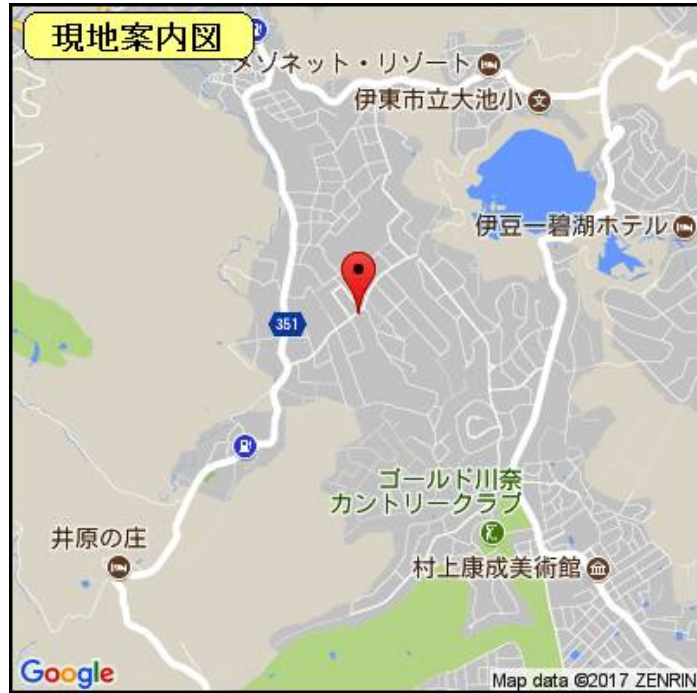 現地案内図
メゾネット・リゾート
伊東市立大池小
文
伊豆一碧湖ホテル
351
ゴールド川奈
カントリークラブ
井原の庄
村上康成美術館
Google
Map data ©2017 ZENRIN